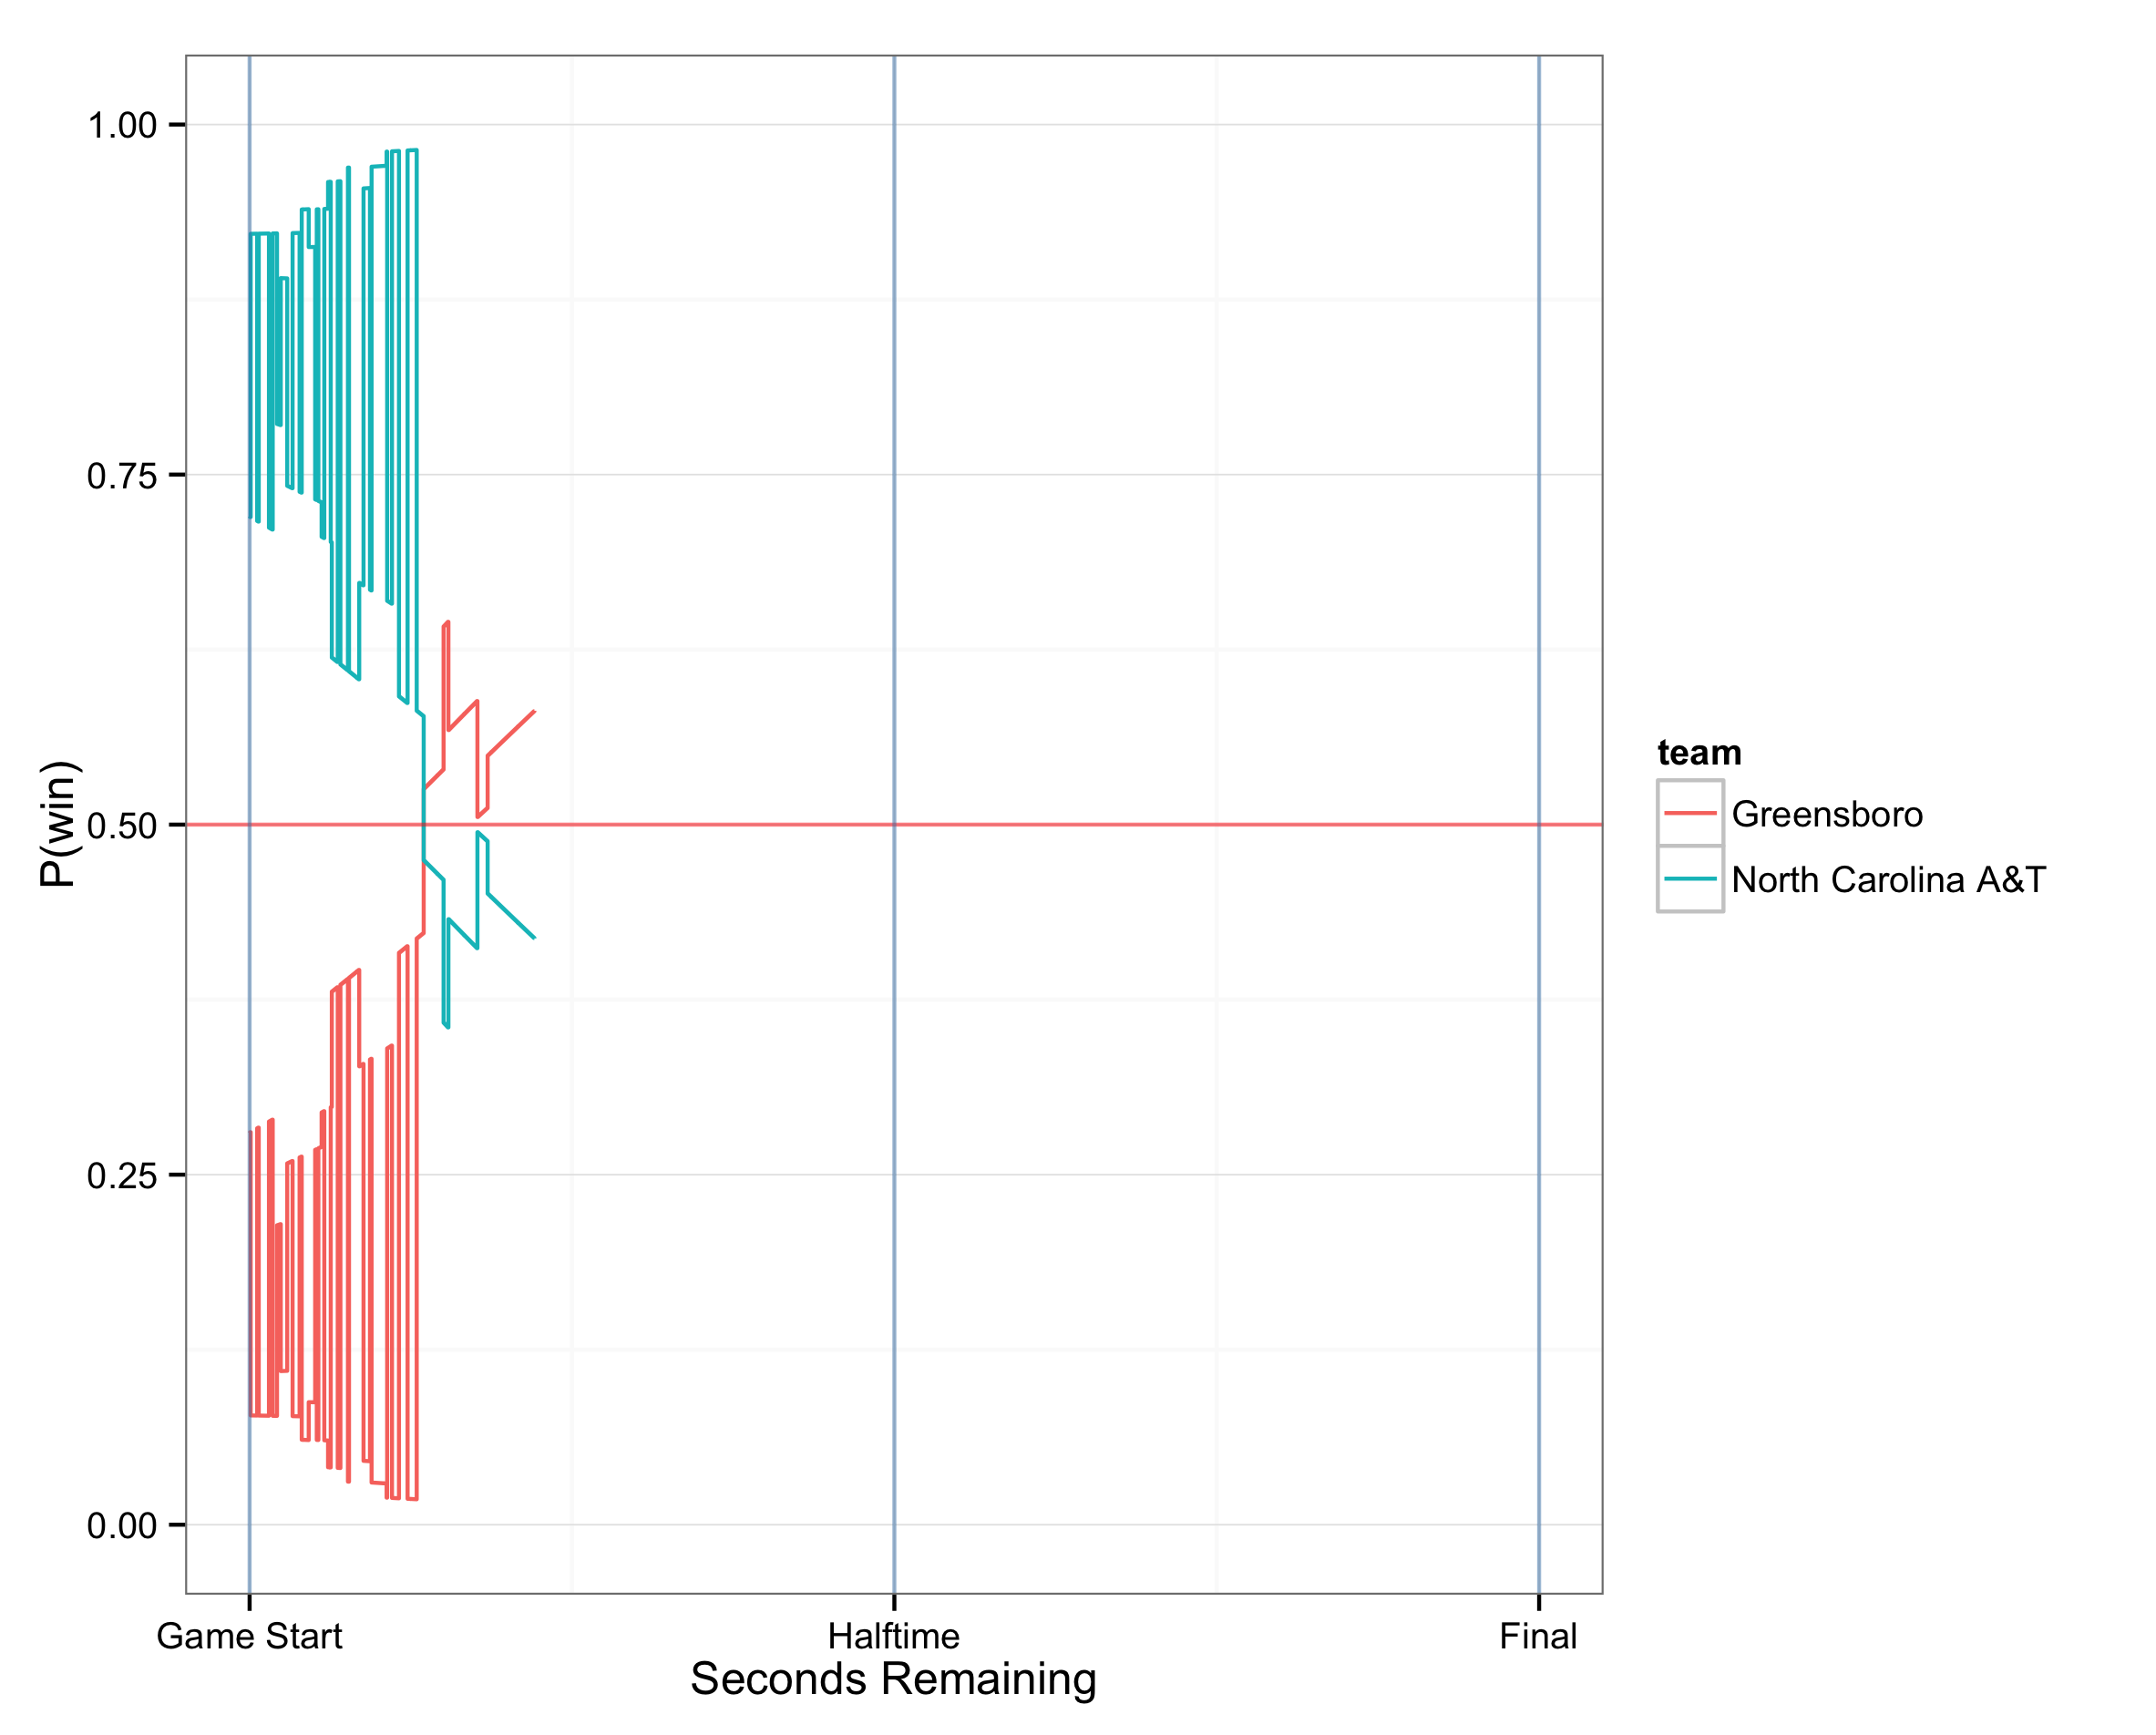 1.00
0.75
0.50
0.25
0.00
P(win)
Game Start
Halftime
Final
Seconds Remaining
team
Greensboro
North Carolina A&T